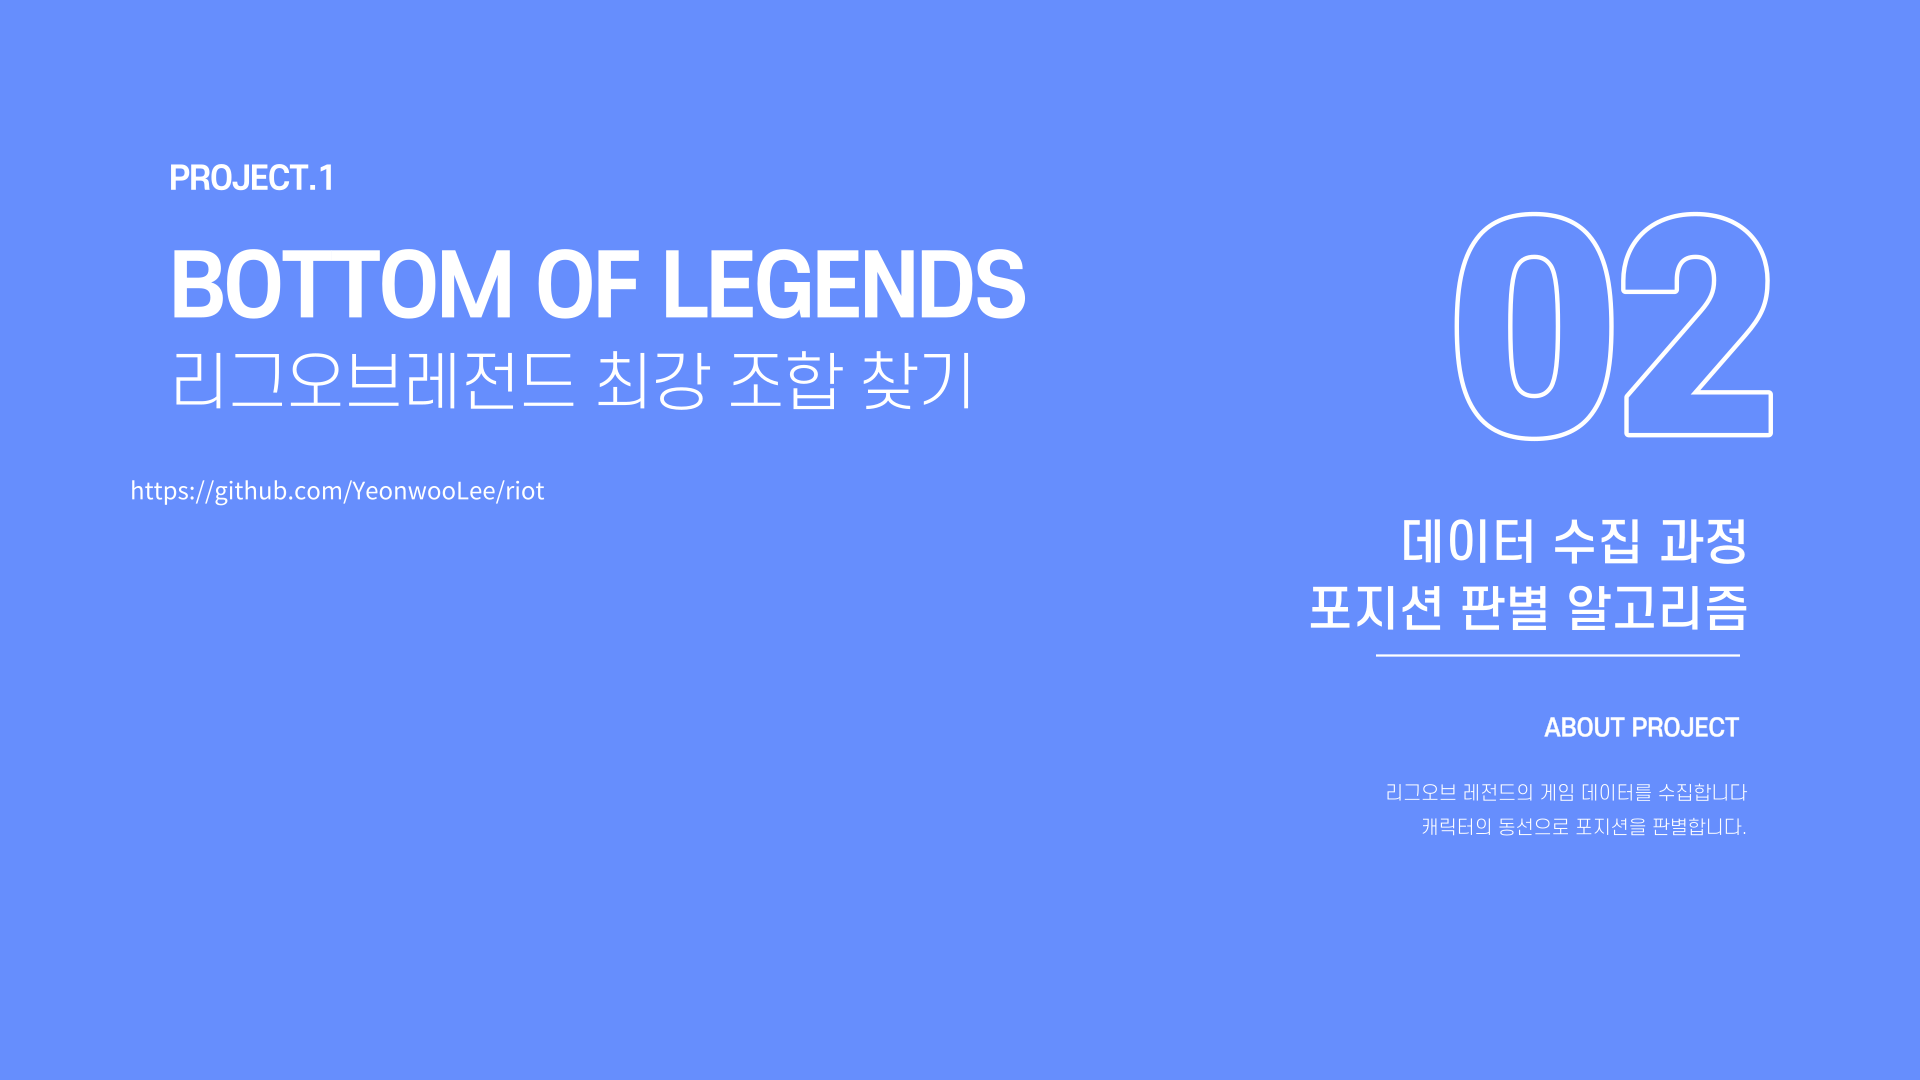 PROJECT.1
BOTTOM OF LEGENDS
리그오브레전드 최강 조합 찾기
https://github.com/YeonwooLee/riot
02
데이터 수집 과정
포지션 판별 알고리즘
ABOUT PROJECT
리그오브 레전드의 게임 데이터를 수집합니다
캐릭터의 동선으로 포지션을 판별합니다.